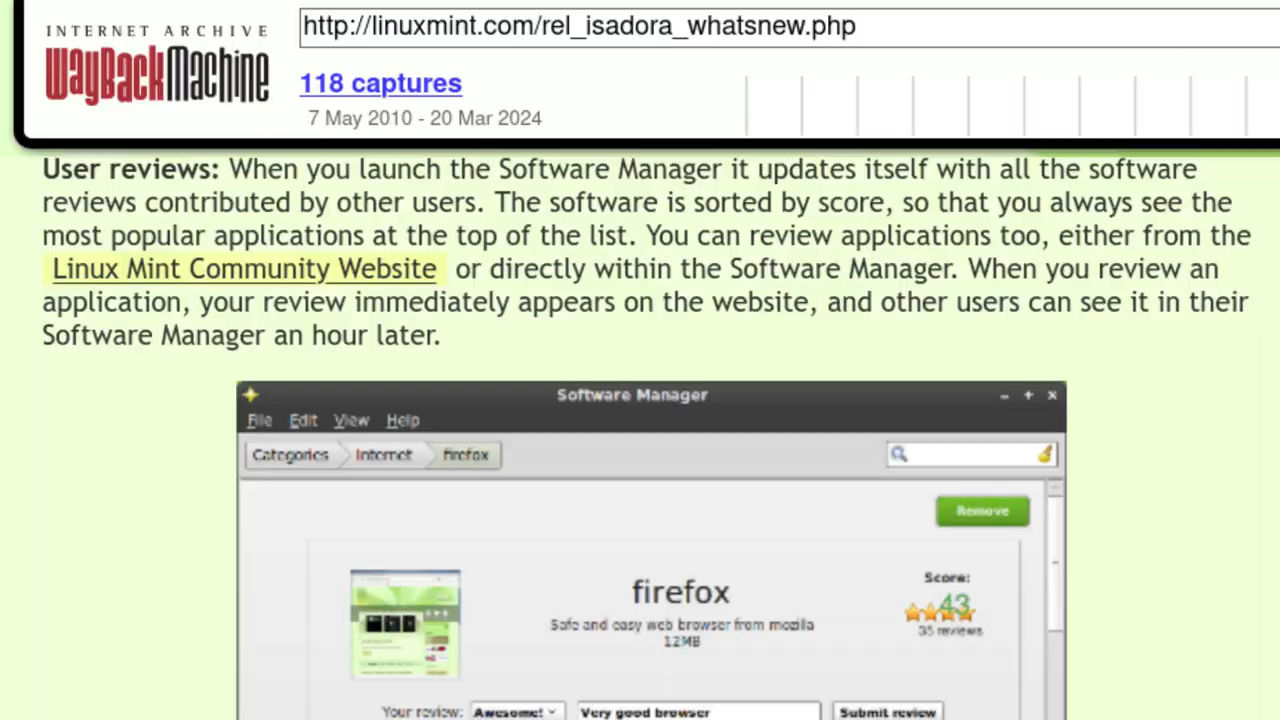 INTERNET ARCHIVE
WayBackMachine
http://linuxmint.com/rel_isadora_whatsnew.php
118 captures
7 May 2010 - 20 Mar 2024
User reviews: When you launch the Software Manager it updates itself with all the software
reviews contributed by other users. The software is sorted by score, so that you always see the
most popular applications at the top of the list. You can review applications too, either from the
Linux Mint Community Website or directly within the Software Manager. When you review an
application, your review immediately appears on the website, and other users can see it in their
Software Manager an hour later.
Software Manager
File Edit View Help
Categories Internet firefox
Remove
firefox
Safe and easy web browser from mozilla
12MB
Score:
43
35 reviews
Your review: Awesome! Very good browser Submit review